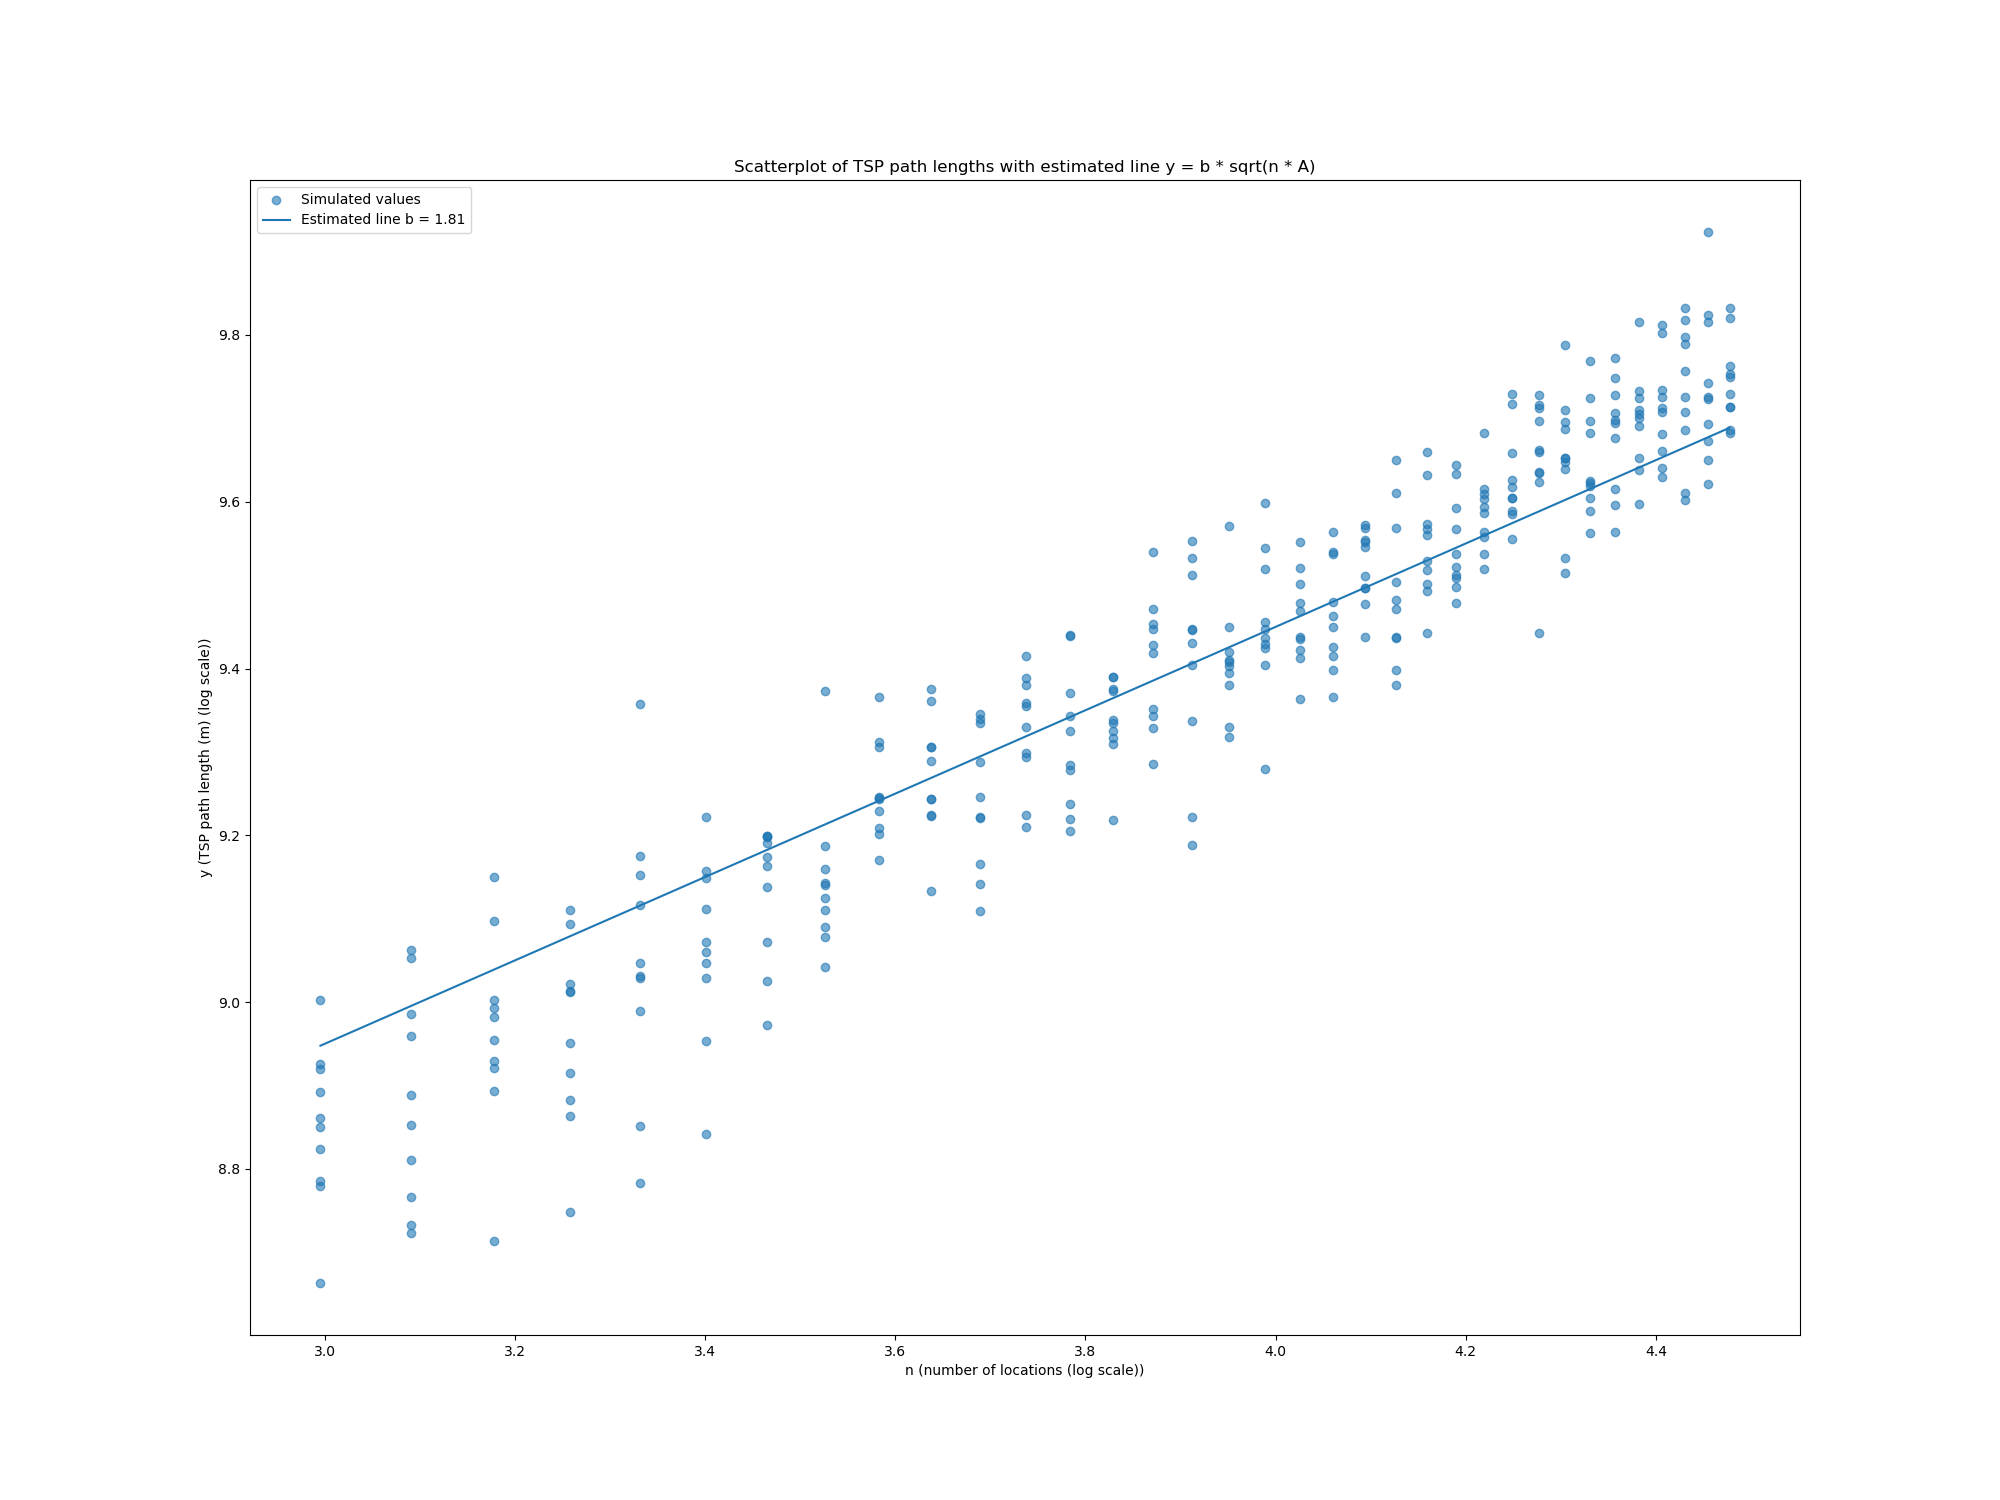 Scatterplot of TSP path lengths with estimated line y = b * sqrt(n * A)
Simulated values
Estimated line b = 1.81
y (TSP path length (m) (log scale))
9.8
9.6
9.4
9.2
9.0
8.8
3.0 3.2 3.4 3.6 3.8 4.0 4.2 4.4
n (number of locations (log scale))